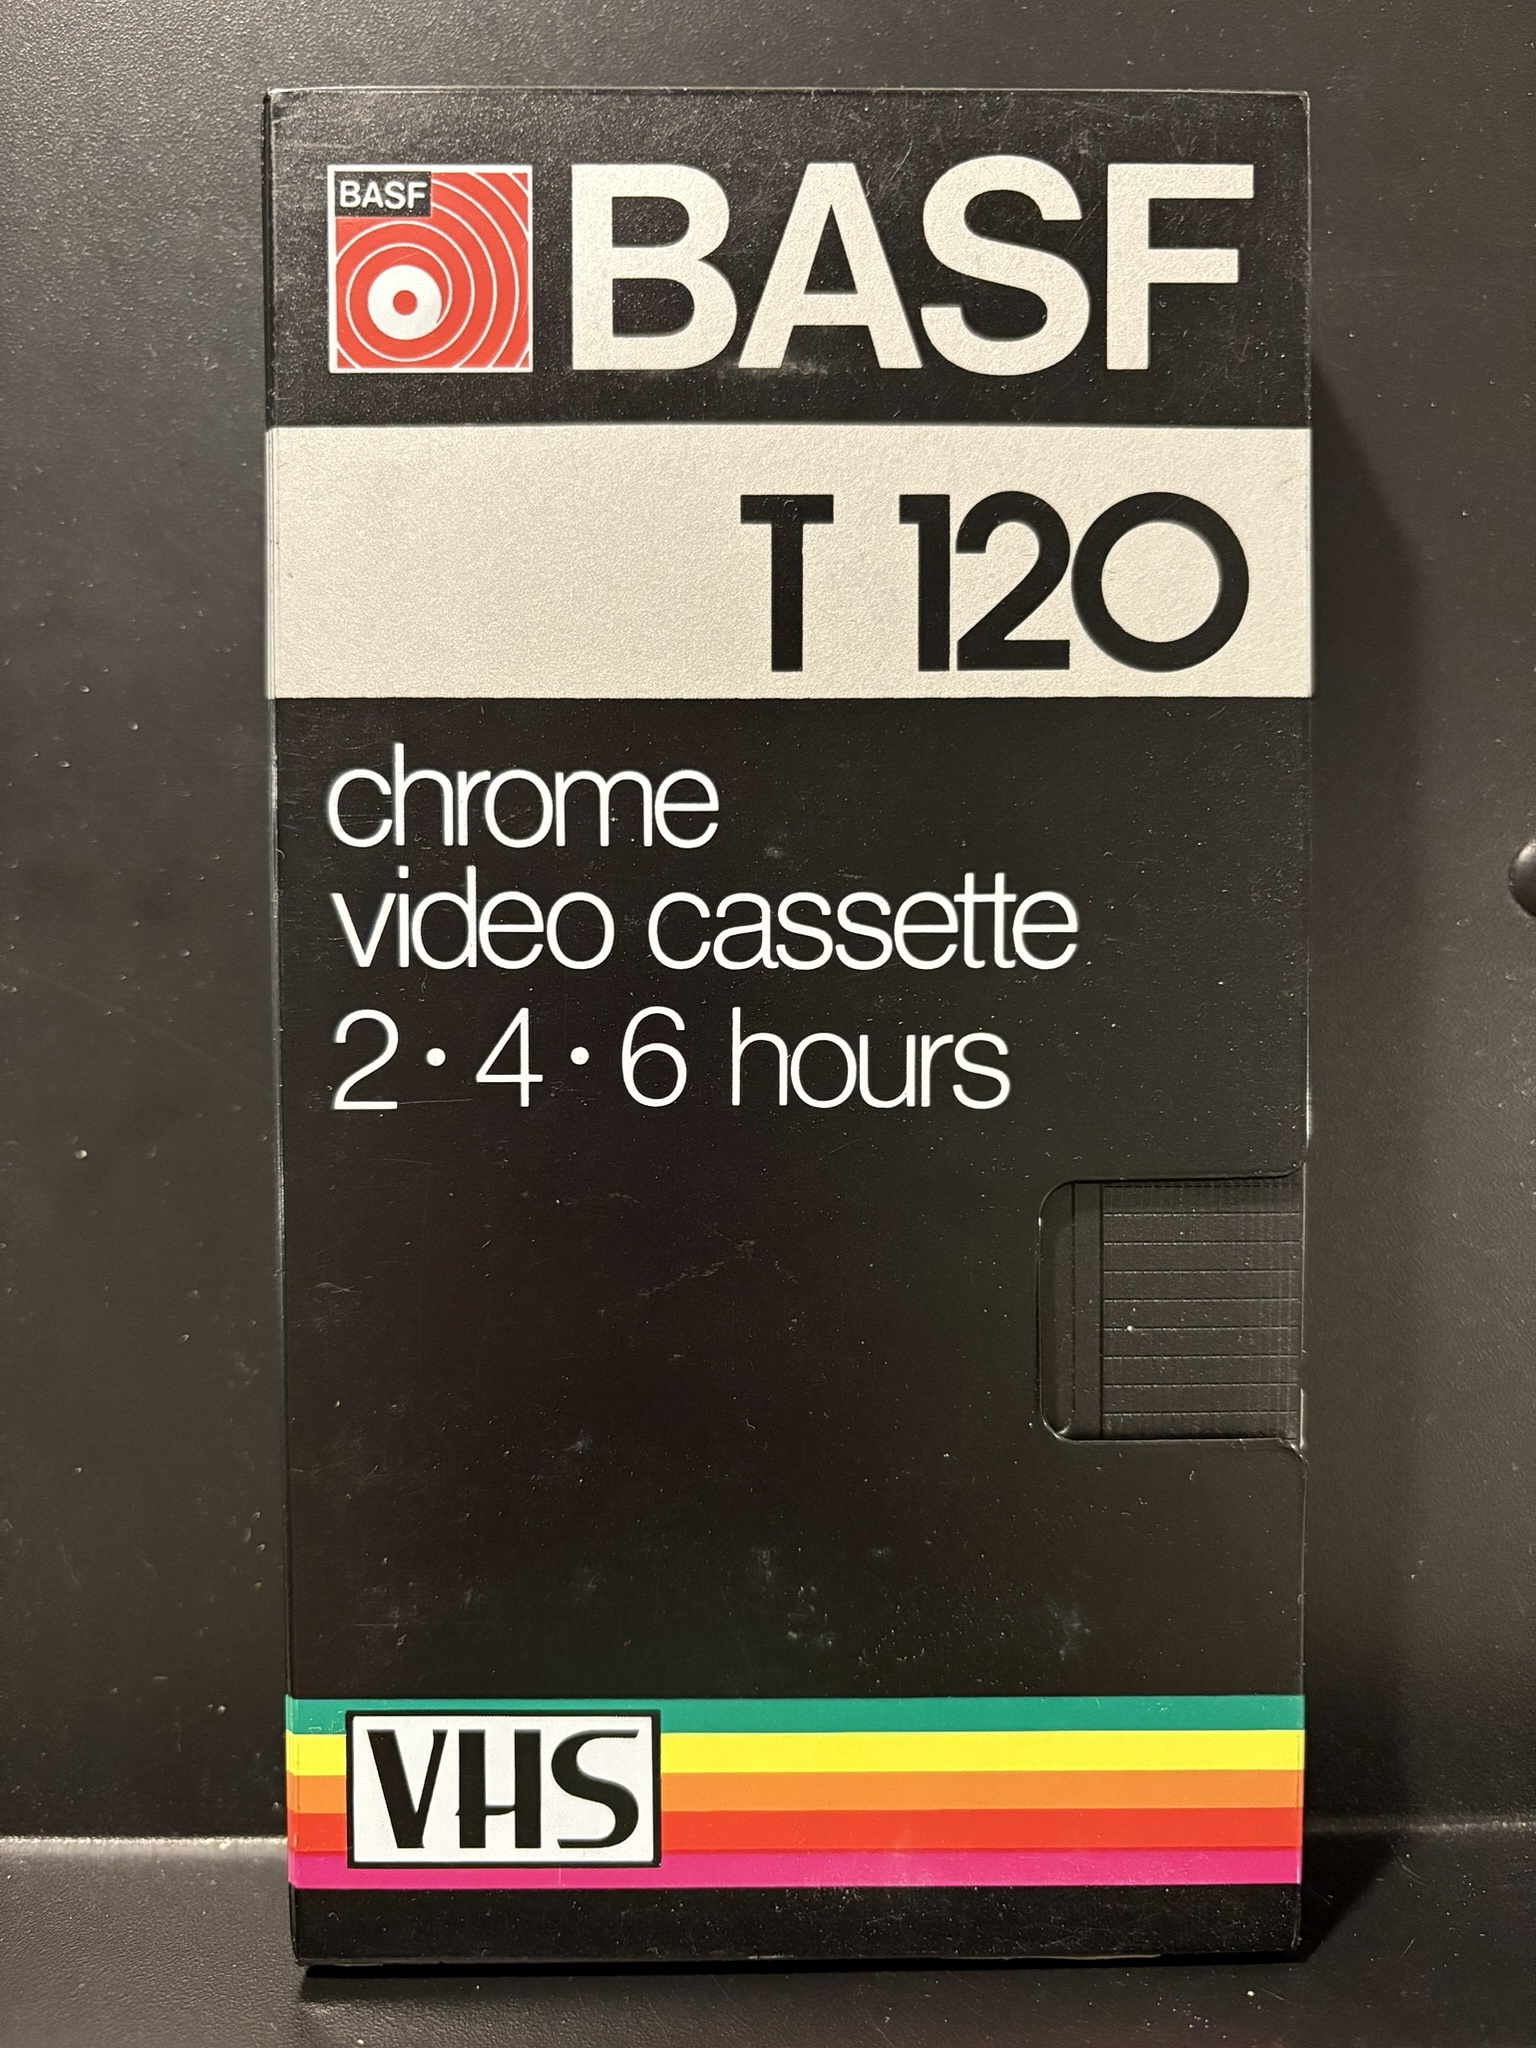 BASF
BASF
T 120
chrome
video cassette
2·4·6 hours
VHS